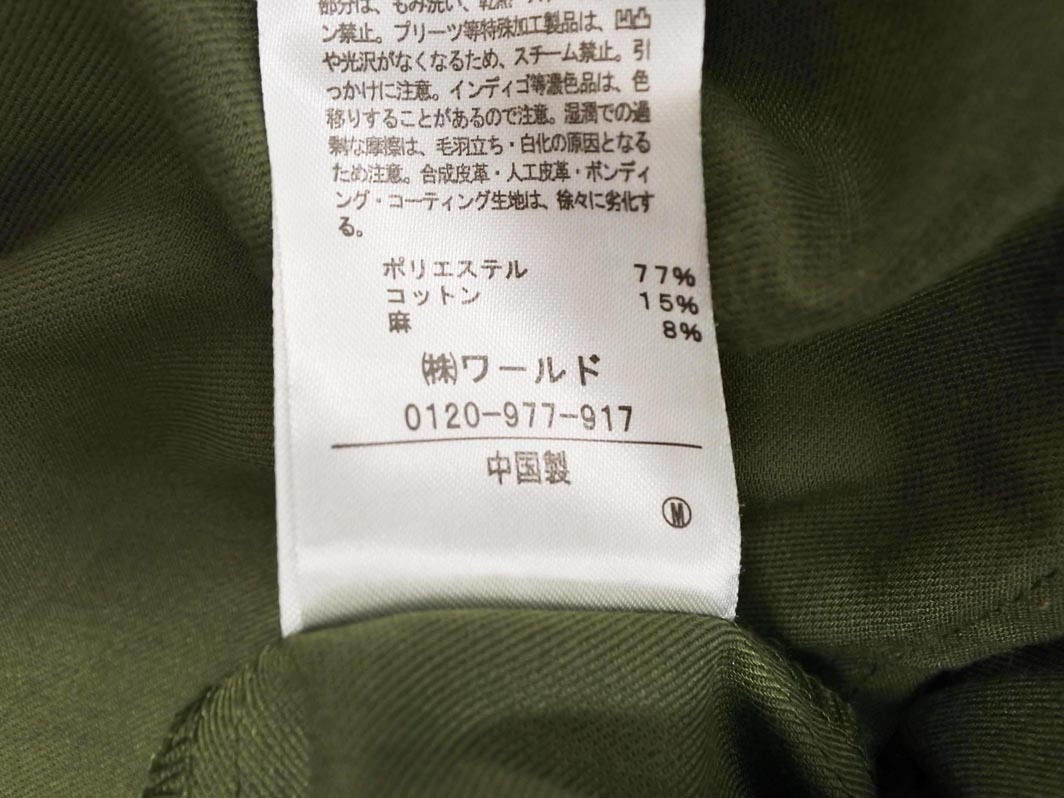 部分は、もみ洗い、乾熱
ン禁止。プリーツ等特殊加工製品は、凹凸
や光沢がなくなるため、スチーム禁止。引
っかけに注意。インディゴ等濃色品は、色
移りすることがあるので注意。湿潤での過
剰な摩擦は、毛羽立ち・白化の原因となる
ため注意。合成皮革・人工皮革・ボンディ
ング・コーティング生地は、徐々に劣化す
る。
ポリエステル 77%
コットン 15%
麻 8%
㈱ワールド
0120-977-917
中国製
Ⓜ